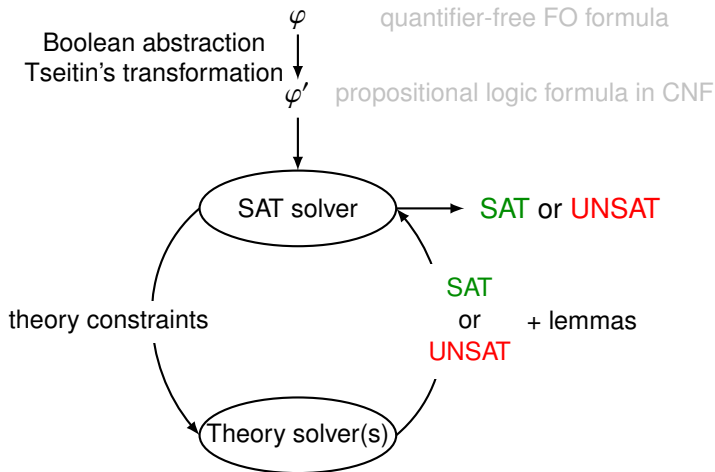 φ quantifier-free FO formula
Boolean abstraction
Tseitin's transformation
φ′ propositional logic formula in CNF
SAT solver
SAT or UNSAT
theory constraints
SAT
or
UNSAT
+ lemmas
Theory solver(s)